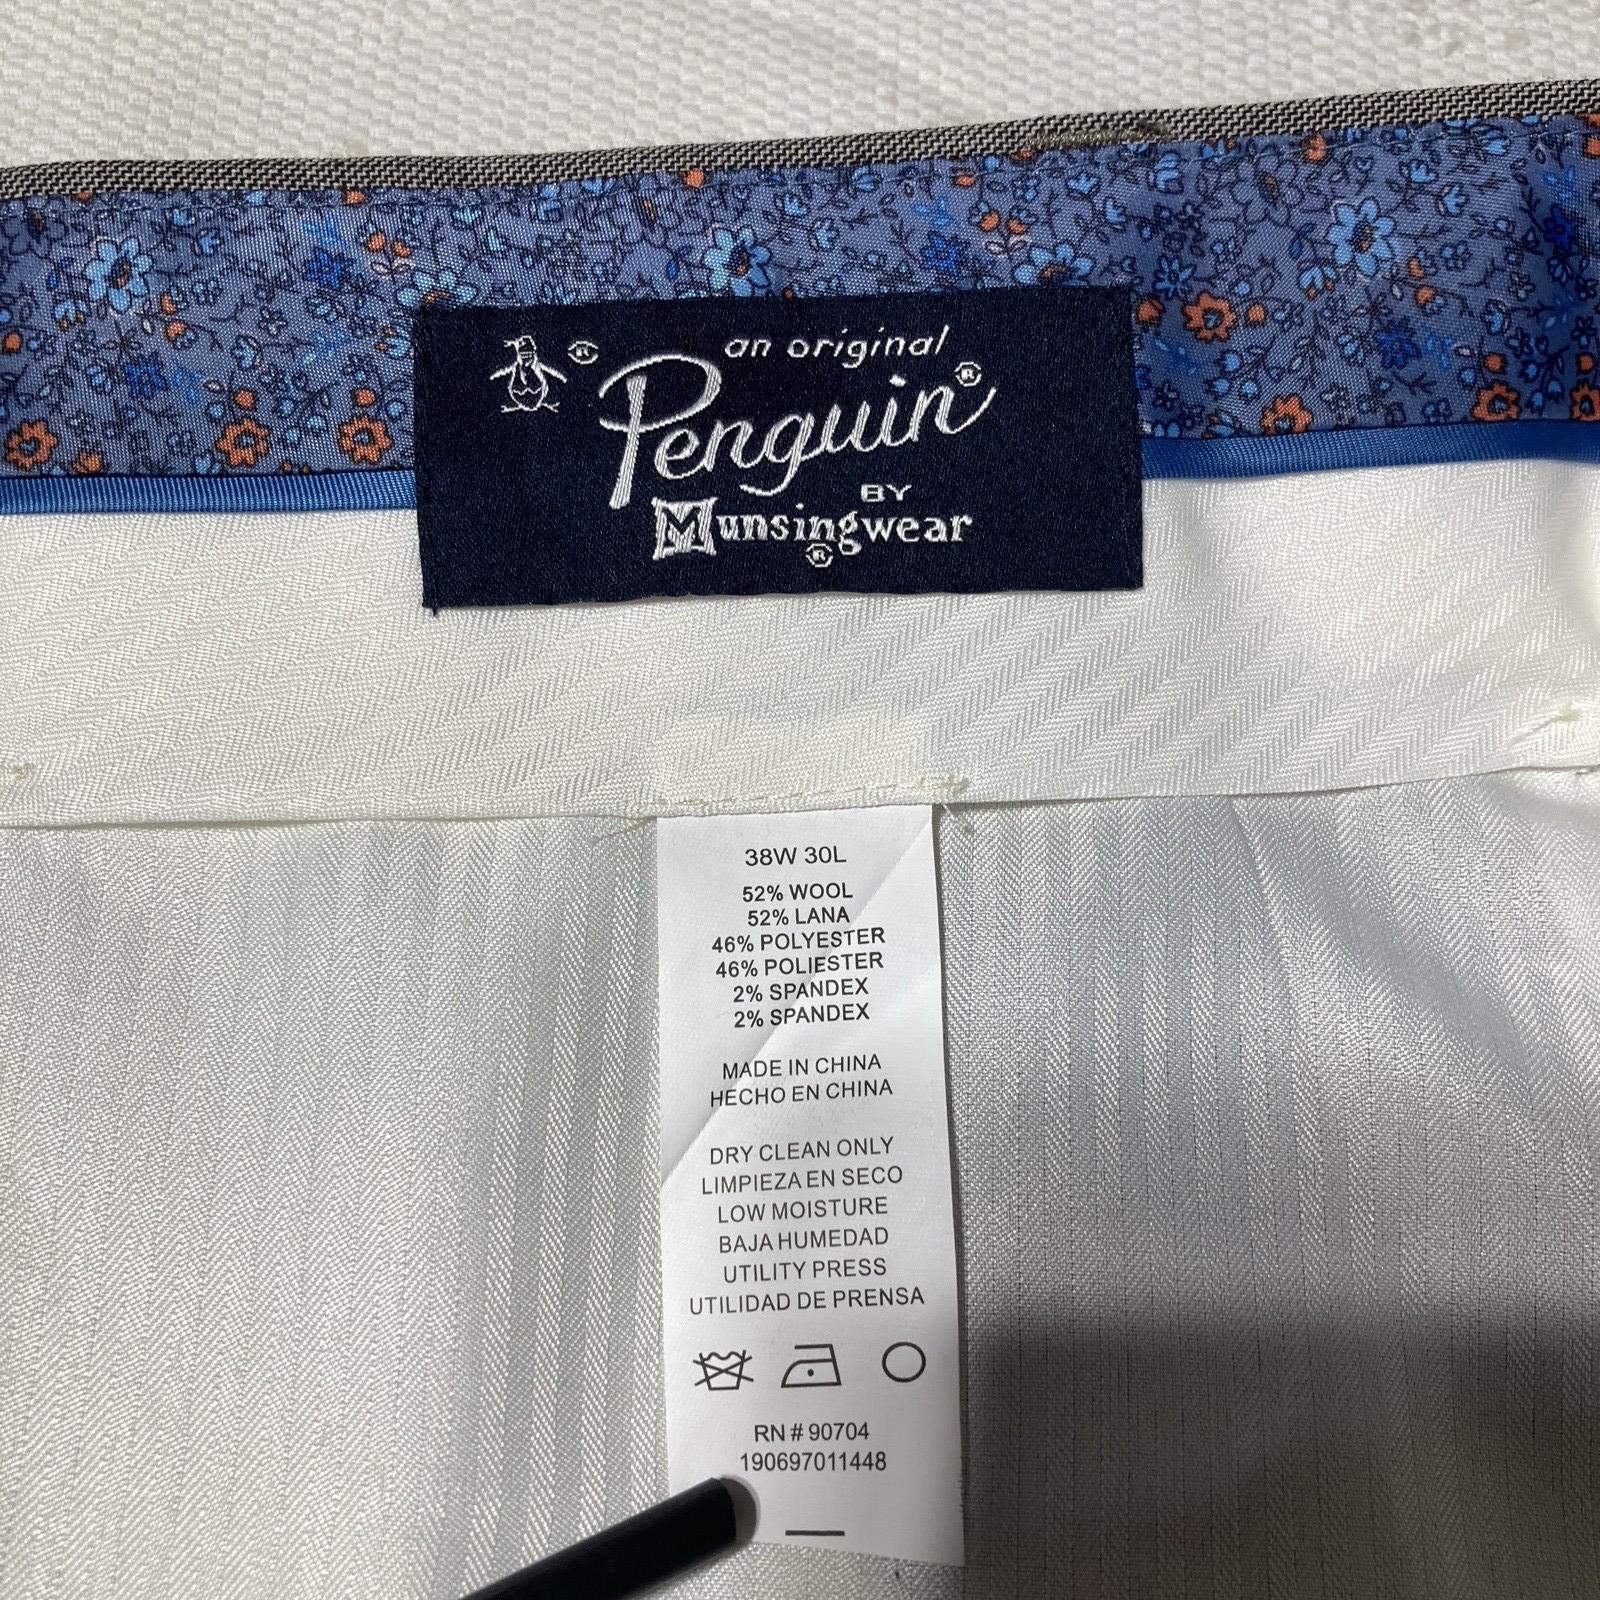 an original
Penguin®
BY
Munsingwear
®
38W 30L
52% WOOL
52% LANA
46% POLYESTER
46% POLIESTER
2% SPANDEX
2% SPANDEX
MADE IN CHINA
HECHO EN CHINA
DRY CLEAN ONLY
LIMPIEZA EN SECO
LOW MOISTURE
BAJA HUMEDAD
UTILITY PRESS
UTILIDAD DE PRENSA
RN # 90704
190697011448